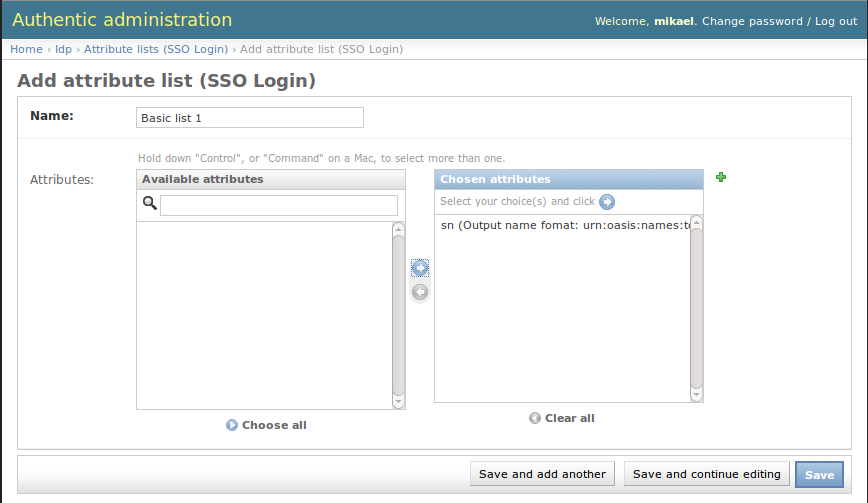 Authentic administration
Welcome, mikael. Change password / Log out
Home › Idp › Attribute lists (SSO Login) › Add attribute list (SSO Login)
Add attribute list (SSO Login)
Name:
Basic list 1
Hold down "Control", or "Command" on a Mac, to select more than one.
Attributes:
Available attributes
Chosen attributes
Select your choice(s) and click
sn (Output name fomat: urn:oasis:names:t
Choose all
Clear all
Save and add another
Save and continue editing
Save